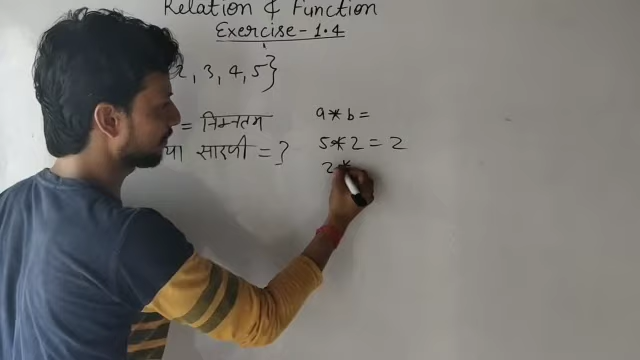 Relation & Function
Exercise - 1.4
2, 3, 4, 5}
= निम्नतम
सारणी = ?
a * b =
5 * 2 = 2
2 *